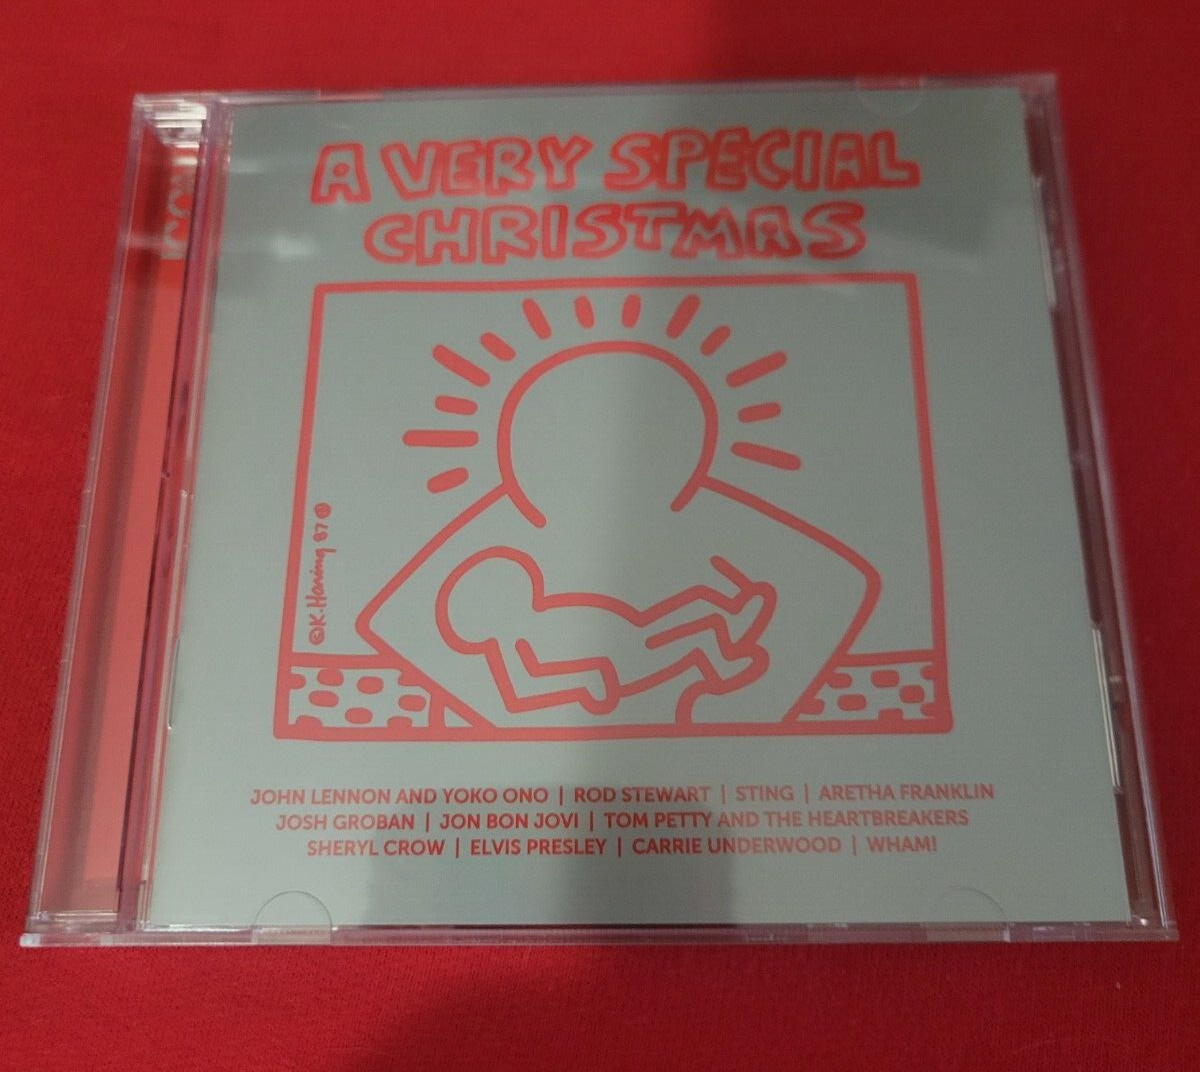 A VERY SPECIAL
CHRISTMAS
©K.Haring 87
JOHN LENNON AND YOKO ONO | ROD STEWART | STING | ARETHA FRANKLIN
JOSH GROBAN | JON BON JOVI | TOM PETTY AND THE HEARTBREAKERS
SHERYL CROW | ELVIS PRESLEY | CARRIE UNDERWOOD | WHAM!